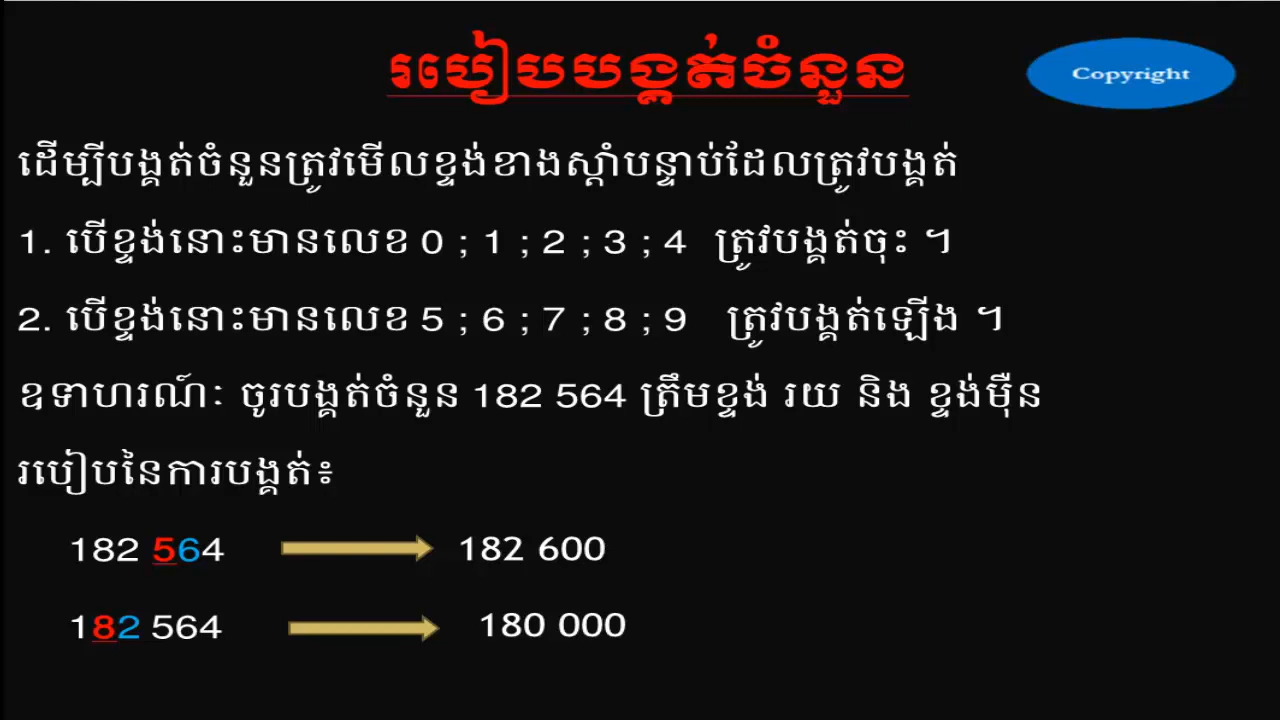 របៀបបង្គត់ចំនួន
Copyright
ដើម្បីបង្គត់ចំនួនត្រូវមើលខ្ទង់ខាងស្តាំបន្ទាប់ដែលត្រូវបង្គត់
1. បើខ្ទង់នោះមានលេខ 0 ; 1 ; 2 ; 3 ; 4 ត្រូវបង្គត់ចុះ ។
2. បើខ្ទង់នោះមានលេខ 5 ; 6 ; 7 ; 8 ; 9 ត្រូវបង្គត់ឡើង ។
ឧទាហរណ៍ៈ ចូរបង្គត់ចំនួន 182 564 ត្រឹមខ្ទង់ រយ និង ខ្ទង់ម៉ឺន
របៀបនៃការបង្គត់៖
182 564 182 600
182 564 180 000